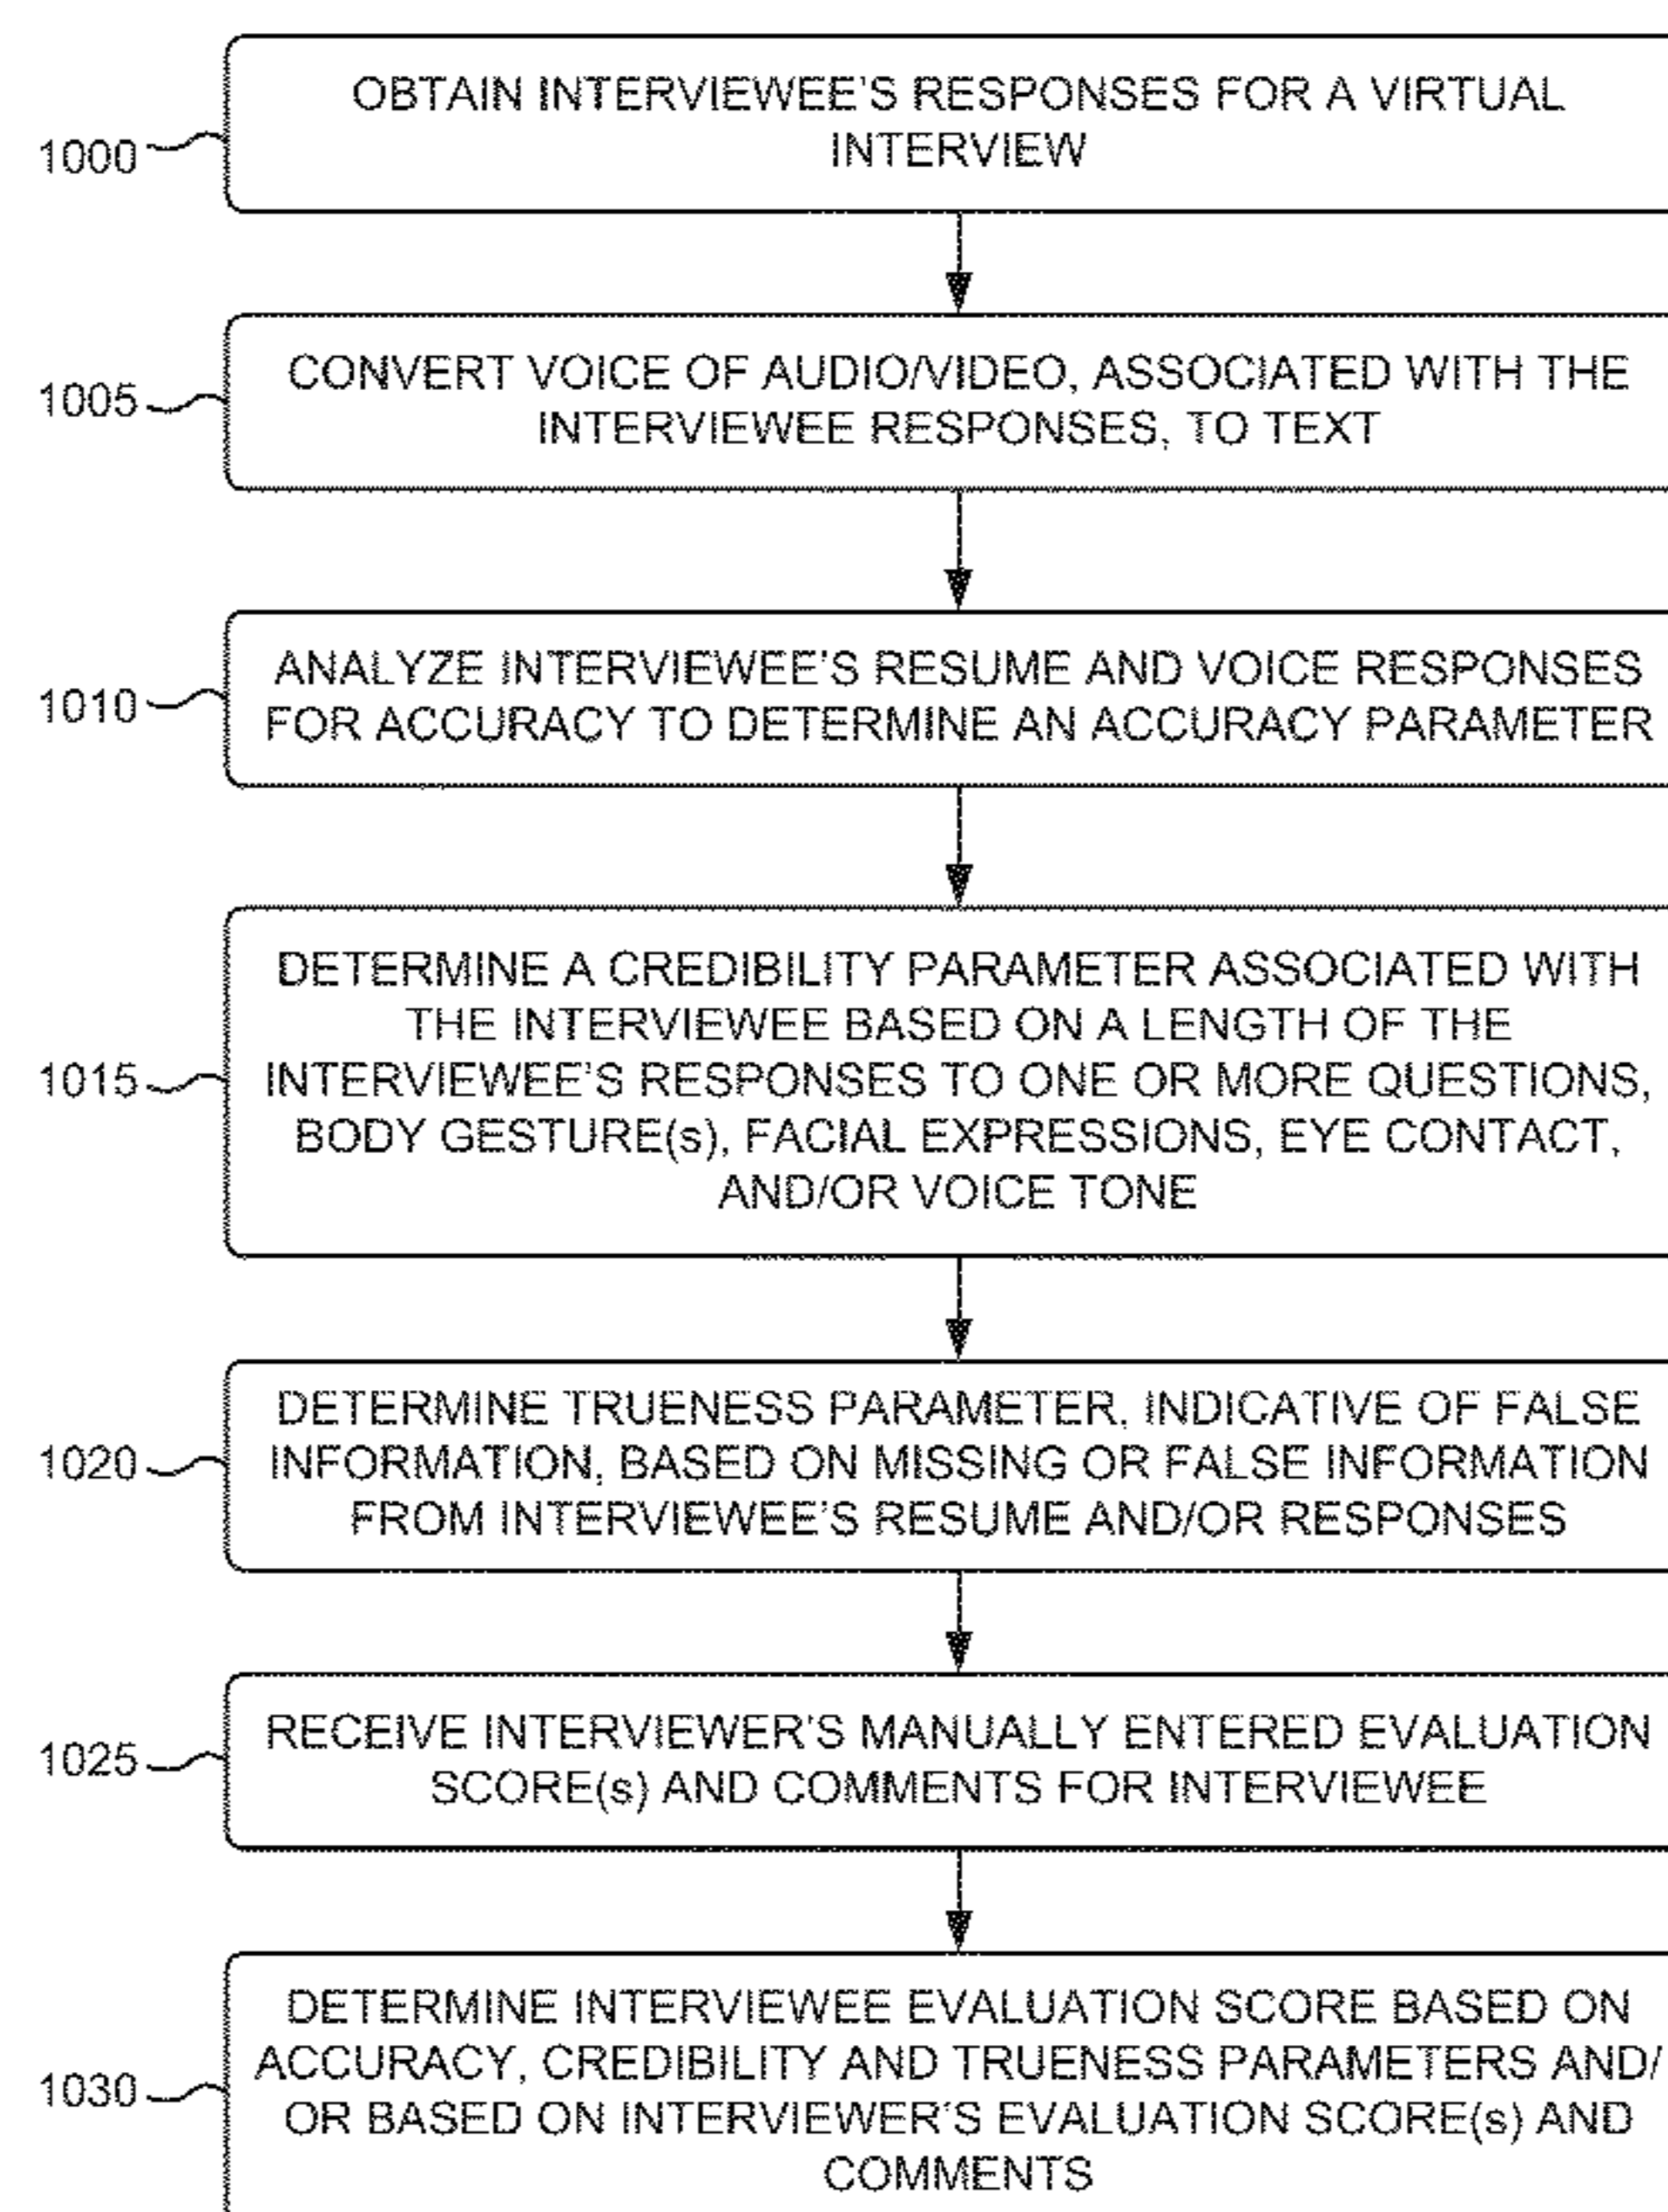 OBTAIN INTERVIEWEE'S RESPONSES FOR A VIRTUAL
INTERVIEW
1000
CONVERT VOICE OF AUDIO/VIDEO, ASSOCIATED WITH THE
INTERVIEWEE RESPONSES, TO TEXT
1005
ANALYZE INTERVIEWEE'S RESUME AND VOICE RESPONSES
FOR ACCURACY TO DETERMINE AN ACCURACY PARAMETER
1010
DETERMINE A CREDIBILITY PARAMETER ASSOCIATED WITH
THE INTERVIEWEE BASED ON A LENGTH OF THE
INTERVIEWEE'S RESPONSES TO ONE OR MORE QUESTIONS,
BODY GESTURE(s), FACIAL EXPRESSIONS, EYE CONTACT,
AND/OR VOICE TONE
1015
DETERMINE TRUENESS PARAMETER, INDICATIVE OF FALSE
INFORMATION, BASED ON MISSING OR FALSE INFORMATION
FROM INTERVIEWEE'S RESUME AND/OR RESPONSES
1020
RECEIVE INTERVIEWER'S MANUALLY ENTERED EVALUATION
SCORE(s) AND COMMENTS FOR INTERVIEWEE
1025
DETERMINE INTERVIEWEE EVALUATION SCORE BASED ON
ACCURACY, CREDIBILITY AND TRUENESS PARAMETERS AND/
OR BASED ON INTERVIEWER'S EVALUATION SCORE(s) AND
COMMENTS
1030